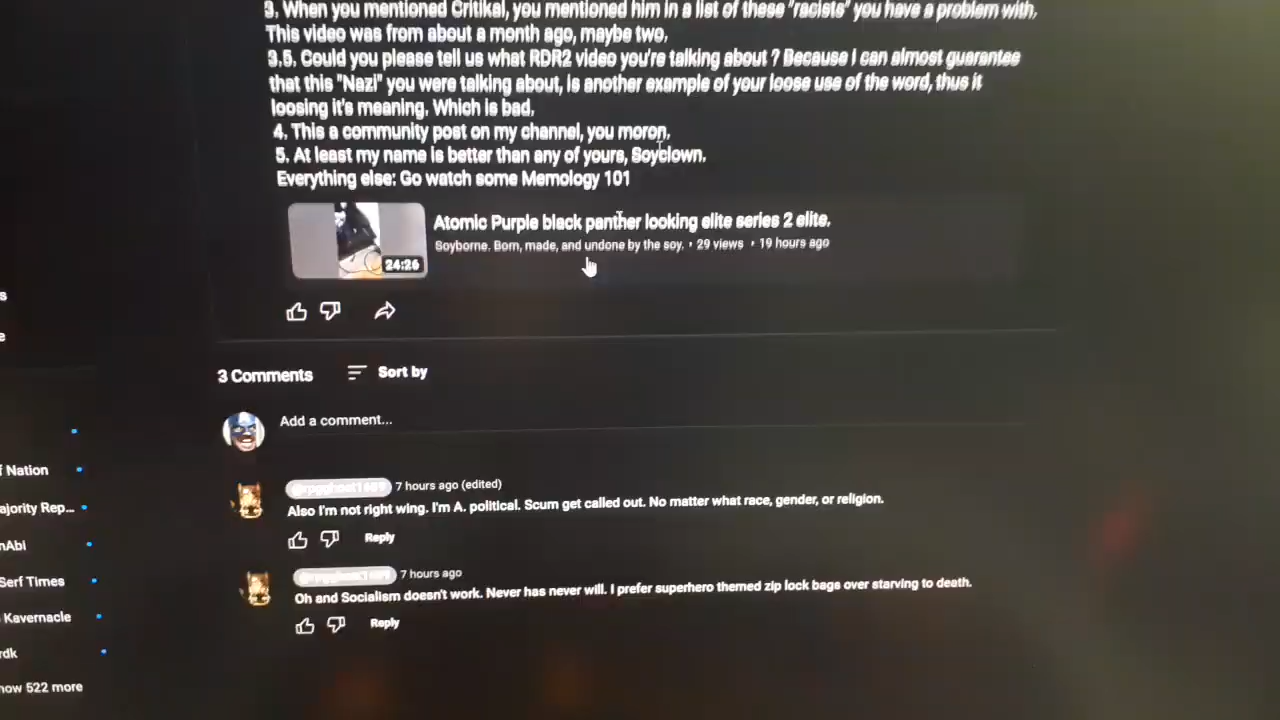 3. When you mentioned Critikal, you mentioned him in a list of these "racists" you have a problem with,
This video was from about a month ago, maybe two,
3.5. Could you please tell us what RDR2 video you're talking about ? Because I can almost guarantee
that this "Nazi" you were talking about, is another example of your loose use of the word, thus it
loosing it's meaning. Which is bad,
4. This a community post on my channel, you moron,
5. At least my name is better than any of yours, Soyclown.
Everything else: Go watch some Memology 101
Atomic Purple black panther looking elite series 2 elite.
Soyborne. Born, made, and undone by the soy. • 29 views • 19 hours ago
24:26
s
e
3 Comments
Sort by
Add a comment...
f Nation
7 hours ago (edited)
Also I'm not right wing. I'm A. political. Scum get called out. No matter what race, gender, or religion.
ajority Rep...
Reply
nAbi
7 hours ago
Serf Times
Oh and Socialism doesn't work. Never has never will. I prefer superhero themed zip lock bags over starving to death.
Kavernacle
Reply
rdk
how 522 more